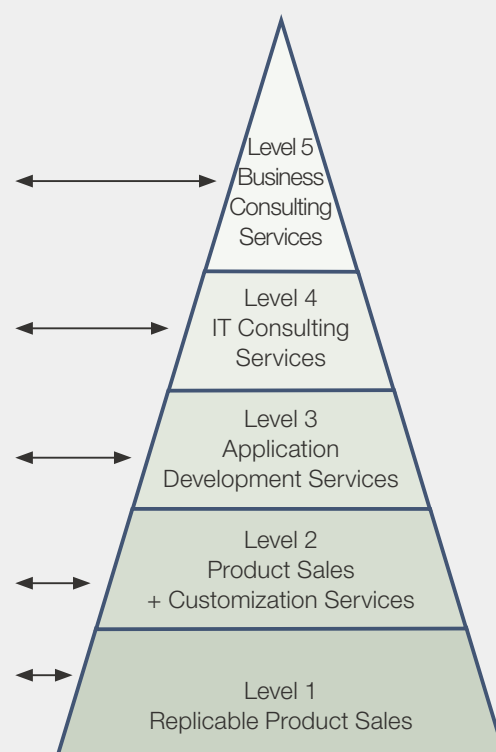 Level 5
Business
Consulting
Services
Level 4
IT Consulting
Services
Level 3
Application
Development Services
Level 2
Product Sales
+ Customization Services
Level 1
Replicable Product Sales